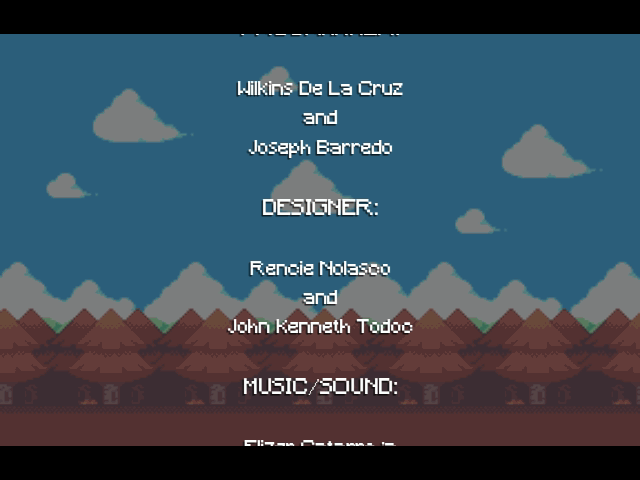 Wilkins De La Cruz
and
Joseph Barredo
DESIGNER:
Rencie Nolasco
and
John Kenneth Todoc
MUSIC/SOUND: